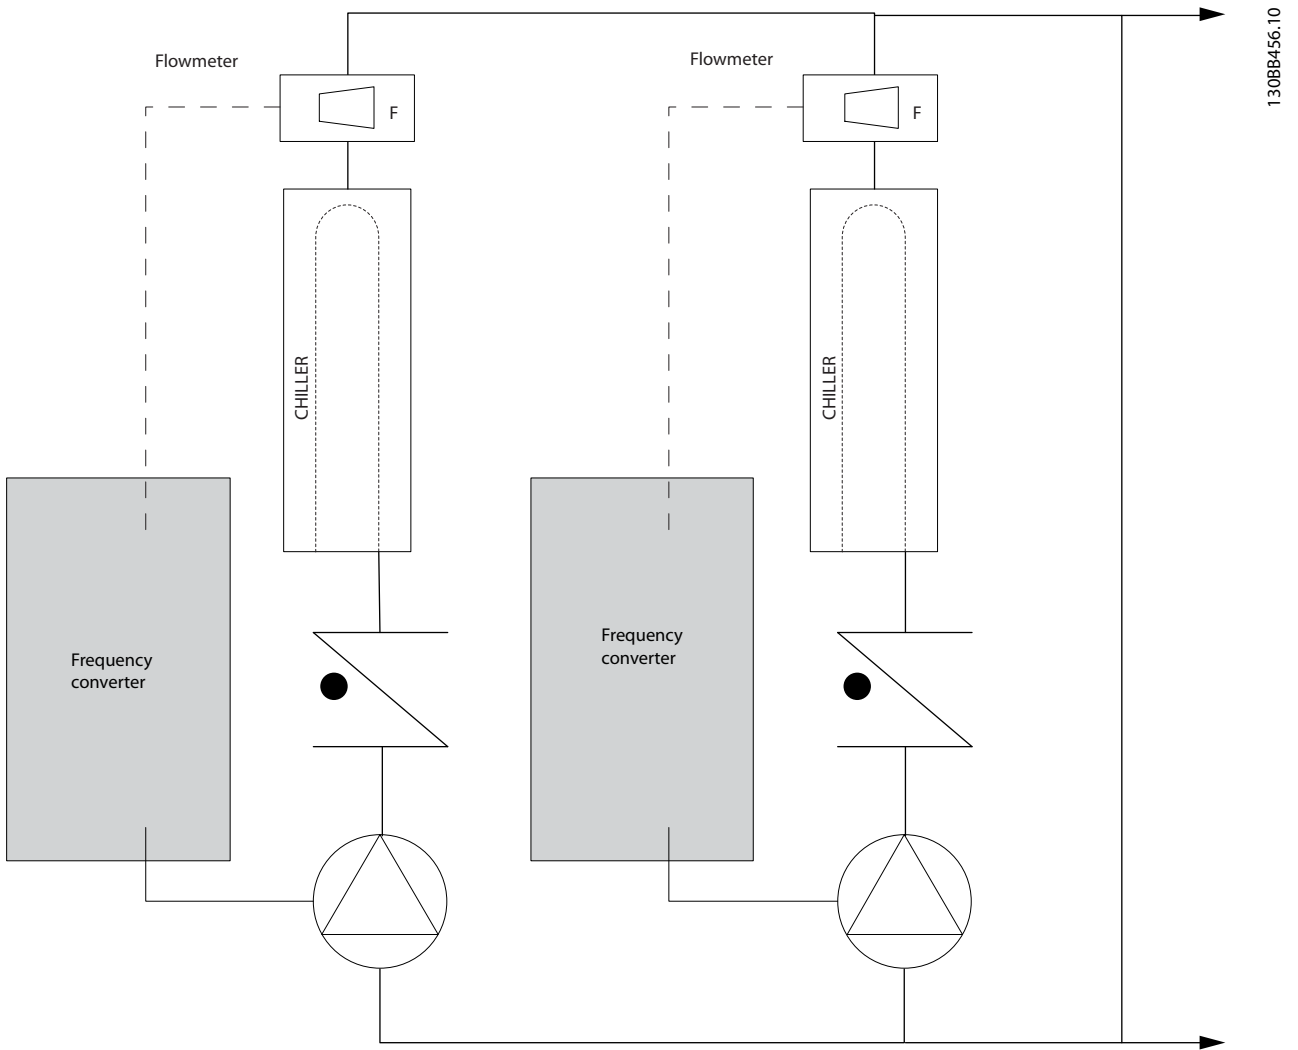 Flowmeter
F
Flowmeter
F
130BB456.10
CHILLER
CHILLER
Frequency
converter
Frequency
converter